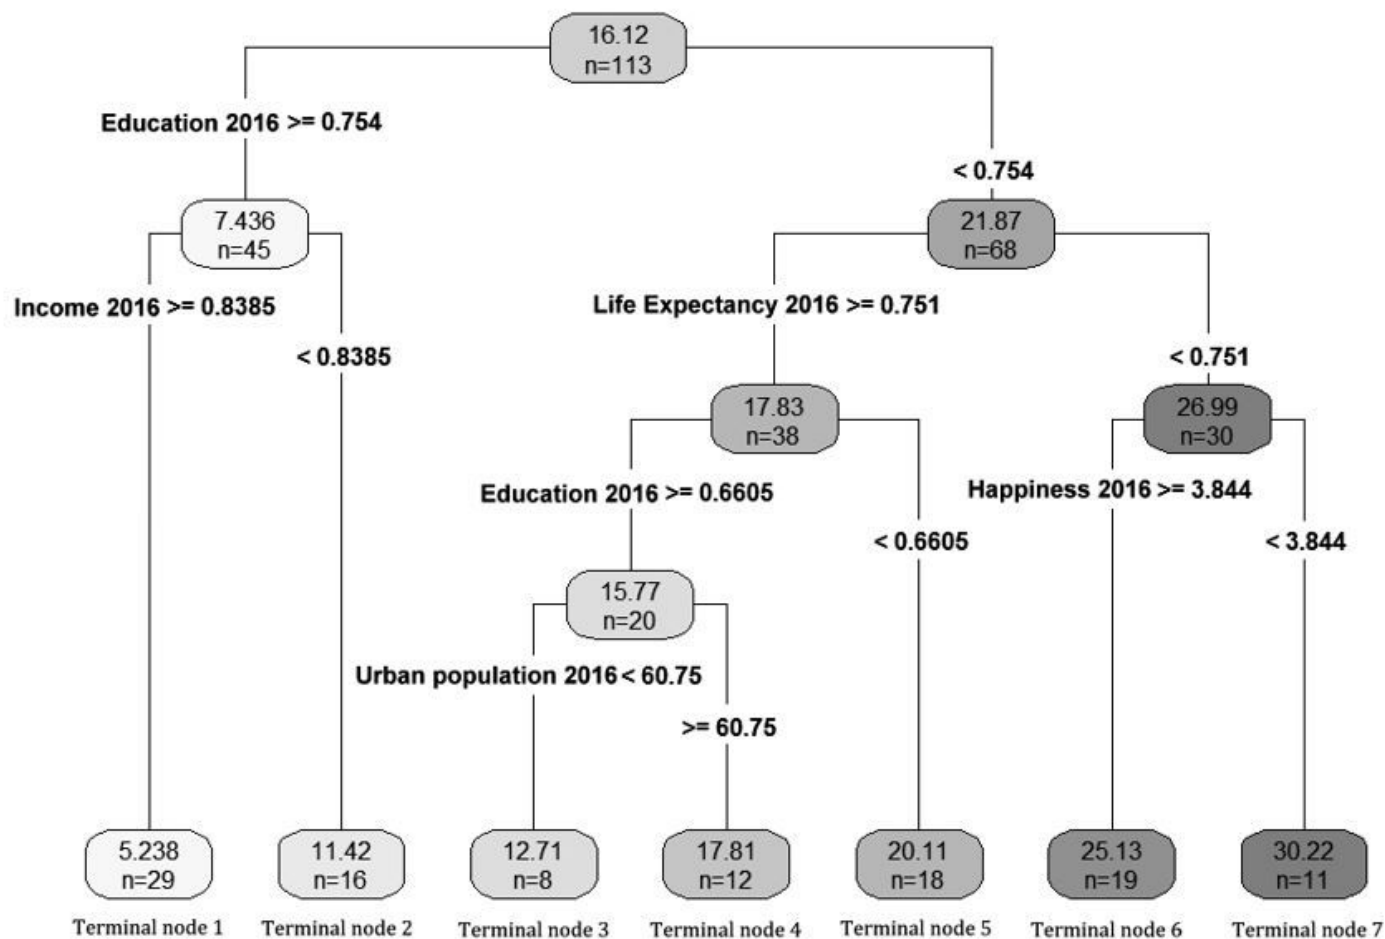 16.12
n=113
Education 2016 >= 0.754
< 0.754
7.436
n=45
21.87
n=68
Income 2016 >= 0.8385
< 0.8385
Life Expectancy 2016 >= 0.751
< 0.751
17.83
n=38
26.99
n=30
Education 2016 >= 0.6605
< 0.6605
Happiness 2016 >= 3.844
< 3.844
15.77
n=20
Urban population 2016 < 60.75
>= 60.75
5.238
n=29
11.42
n=16
12.71
n=8
17.81
n=12
20.11
n=18
25.13
n=19
30.22
n=11
Terminal node 1
Terminal node 2
Terminal node 3
Terminal node 4
Terminal node 5
Terminal node 6
Terminal node 7